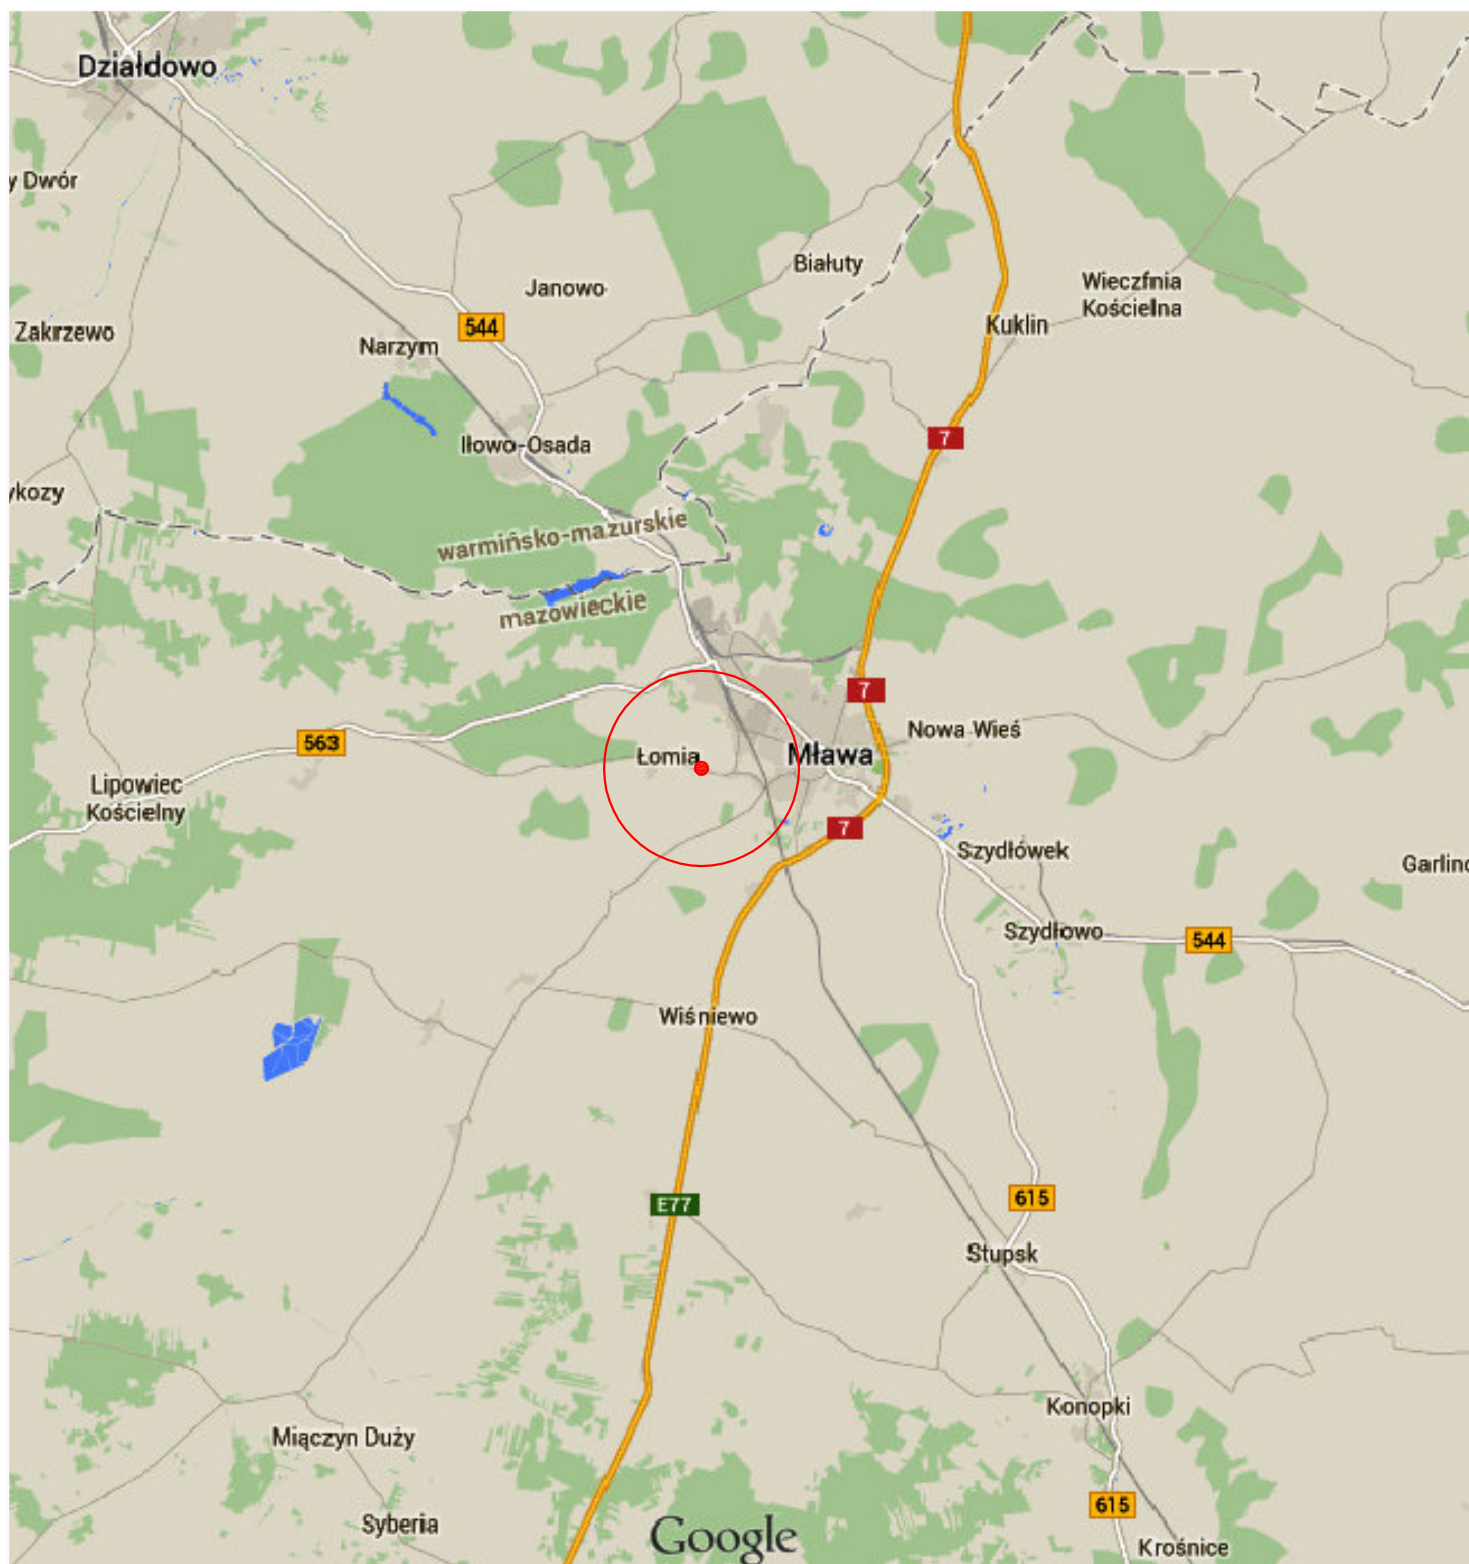 Działdowo
y Dwór
Białuty
Wieczfnia
Kościelna
Janowo
Kuklin
544
Zakrzewo
Narzym
7
Iłowo-Osada
ykozy
warmińsko-mazurskie
mazowieckie
7
Nowa Wieś
563
Łomia
Mława
Lipowiec
Kościelny
7
Szydłówek
Garlino
Szydłowo
544
Wiśniewo
615
E77
Stupsk
Konopki
Miączyn Duży
615
Syberia
Google
Krośnice